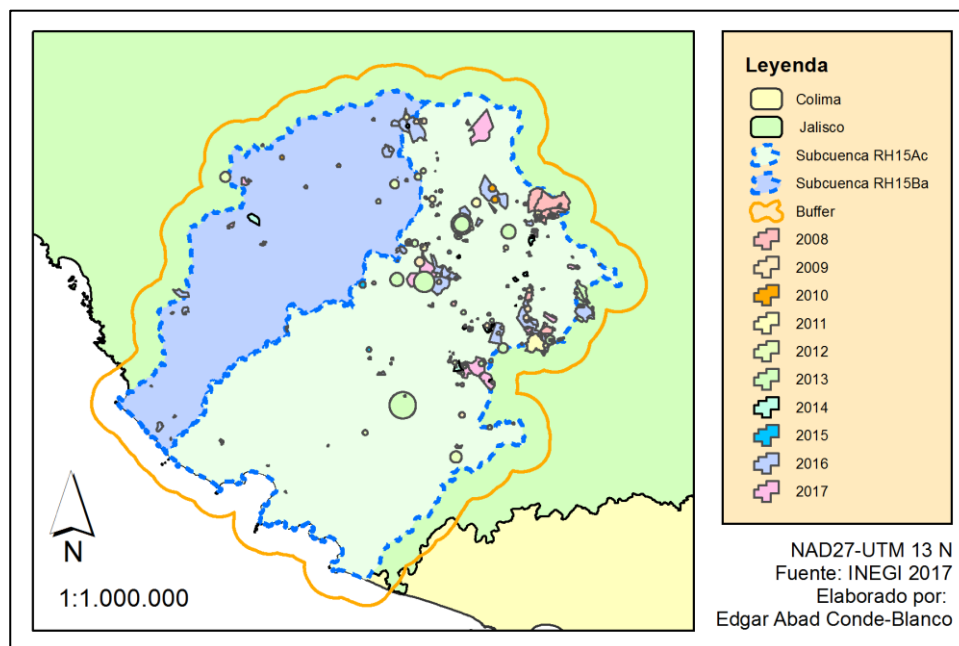 Leyenda
Colima
Jalisco
Subcuenca RH15Ac
Subcuenca RH15Ba
Buffer
2008
2009
2010
2011
2012
2013
2014
2015
2016
2017
N
1:1.000.000
NAD27-UTM 13 N
Fuente: INEGI 2017
Elaborado por:
Edgar Abad Conde-Blanco